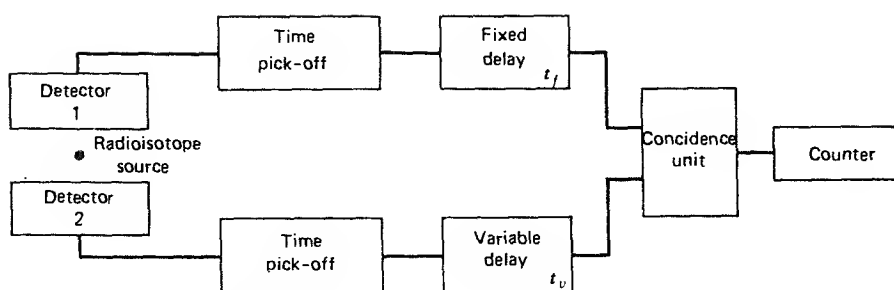 Time
pick-off
Fixed
delay
t_f
Detector
1
Radioisotope
source
Concidence
unit
Counter
Detector
2
Time
pick-off
Variable
delay
t_v